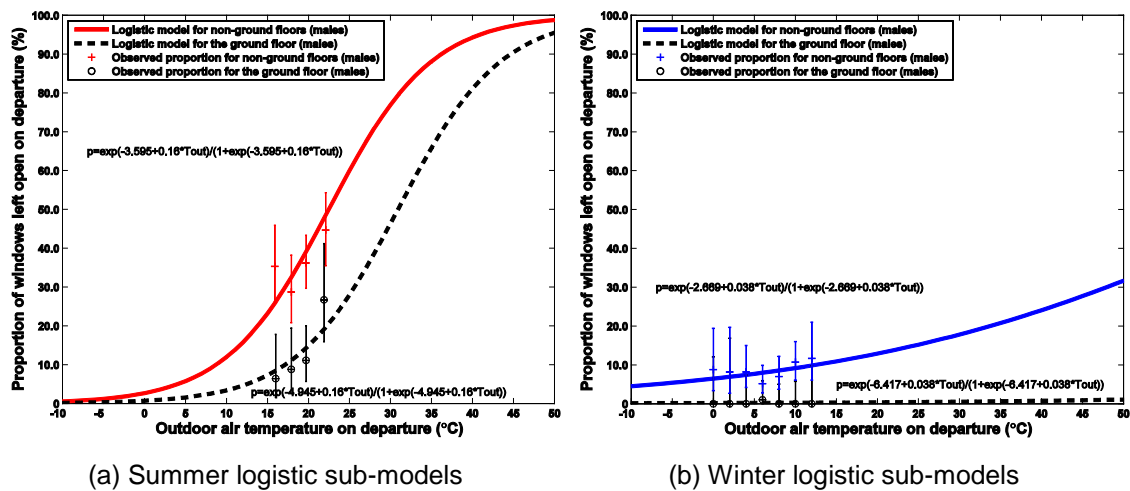 Proportion of windows left open on departure (%)
100.0
90.0
80.0
70.0
60.0
50.0
40.0
30.0
20.0
10.0
0.0
Logistic model for non-ground floors (males)
Logistic model for the ground floor (males)
Observed proportion for non-ground floors (males)
Observed proportion for the ground floor (males)
p=exp(-3.595+0.16*Tout)/(1+exp(-3.595+0.16*Tout))
p=exp(-4.945+0.16*Tout)/(1+exp(-4.945+0.16*Tout))
-10 -5 0 5 10 15 20 25 30 35 40 45 50
Outdoor air temperature on departure (°C)
(a) Summer logistic sub-models
Proportion of windows left open on departure (%)
100.0
90.0
80.0
70.0
60.0
50.0
40.0
30.0
20.0
10.0
0.0
Logistic model for non-ground floors (males)
Logistic model for the ground floor (males)
Observed proportion for non-ground floors (males)
Observed proportion for the ground floor (males)
p=exp(-2.669+0.038*Tout)/(1+exp(-2.669+0.038*Tout))
p=exp(-6.417+0.038*Tout)/(1+exp(-6.417+0.038*Tout))
-10 -5 0 5 10 15 20 25 30 35 40 45 50
Outdoor air temperature on departure (°C)
(b) Winter logistic sub-models